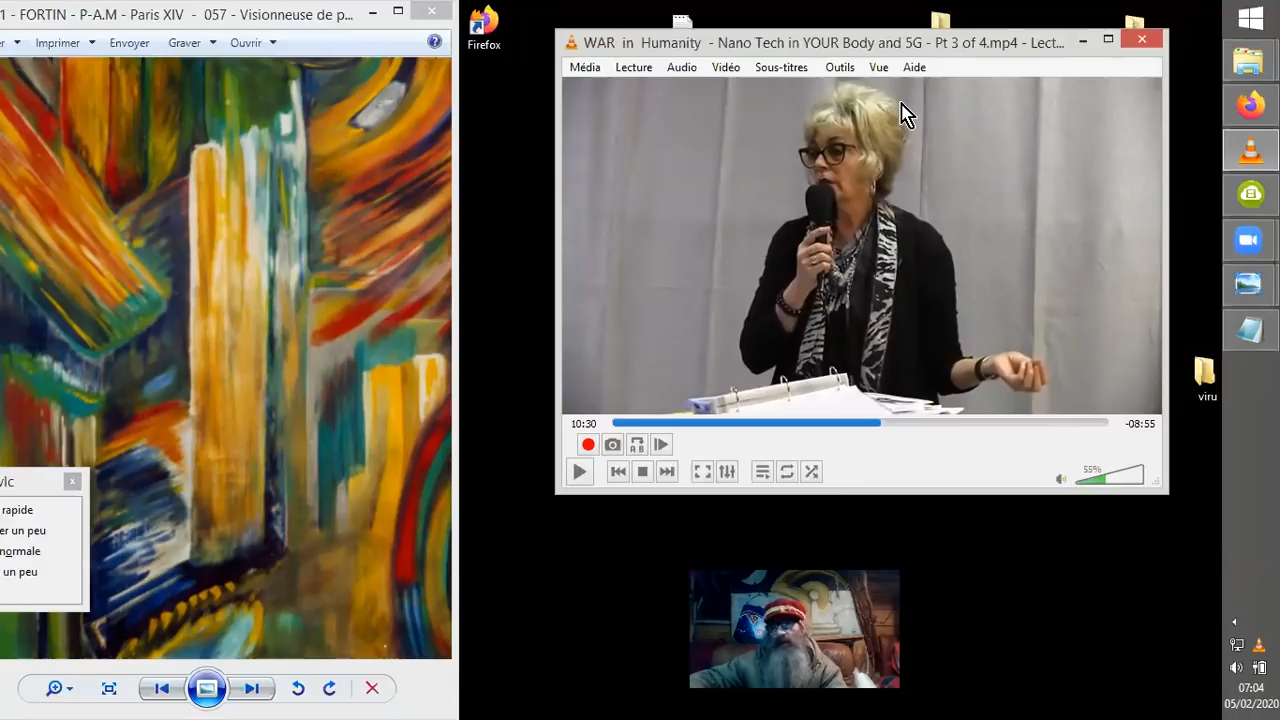 - FORTIN - P-A-M - Paris XIV - 057 - Visionneuse de p...
Imprimer Envoyer Graver Ouvrir
Firefox
WAR in Humanity - Nano Tech in YOUR Body and 5G - Pt 3 of 4.mp4 - Lect...
Média Lecture Audio Vidéo Sous-titres Outils Vue Aide
10:30
-08:55
A B
55%
rapide
er un peu
normale
un peu
viru
07:04
05/02/2020